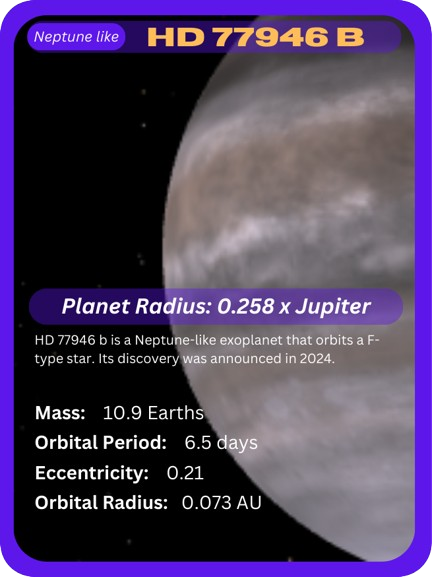 Neptune like
HD 77946 B
Planet Radius: 0.258 x Jupiter
HD 77946 b is a Neptune-like exoplanet that orbits a F-
type star. Its discovery was announced in 2024.
Mass: 10.9 Earths
Orbital Period: 6.5 days
Eccentricity: 0.21
Orbital Radius: 0.073 AU